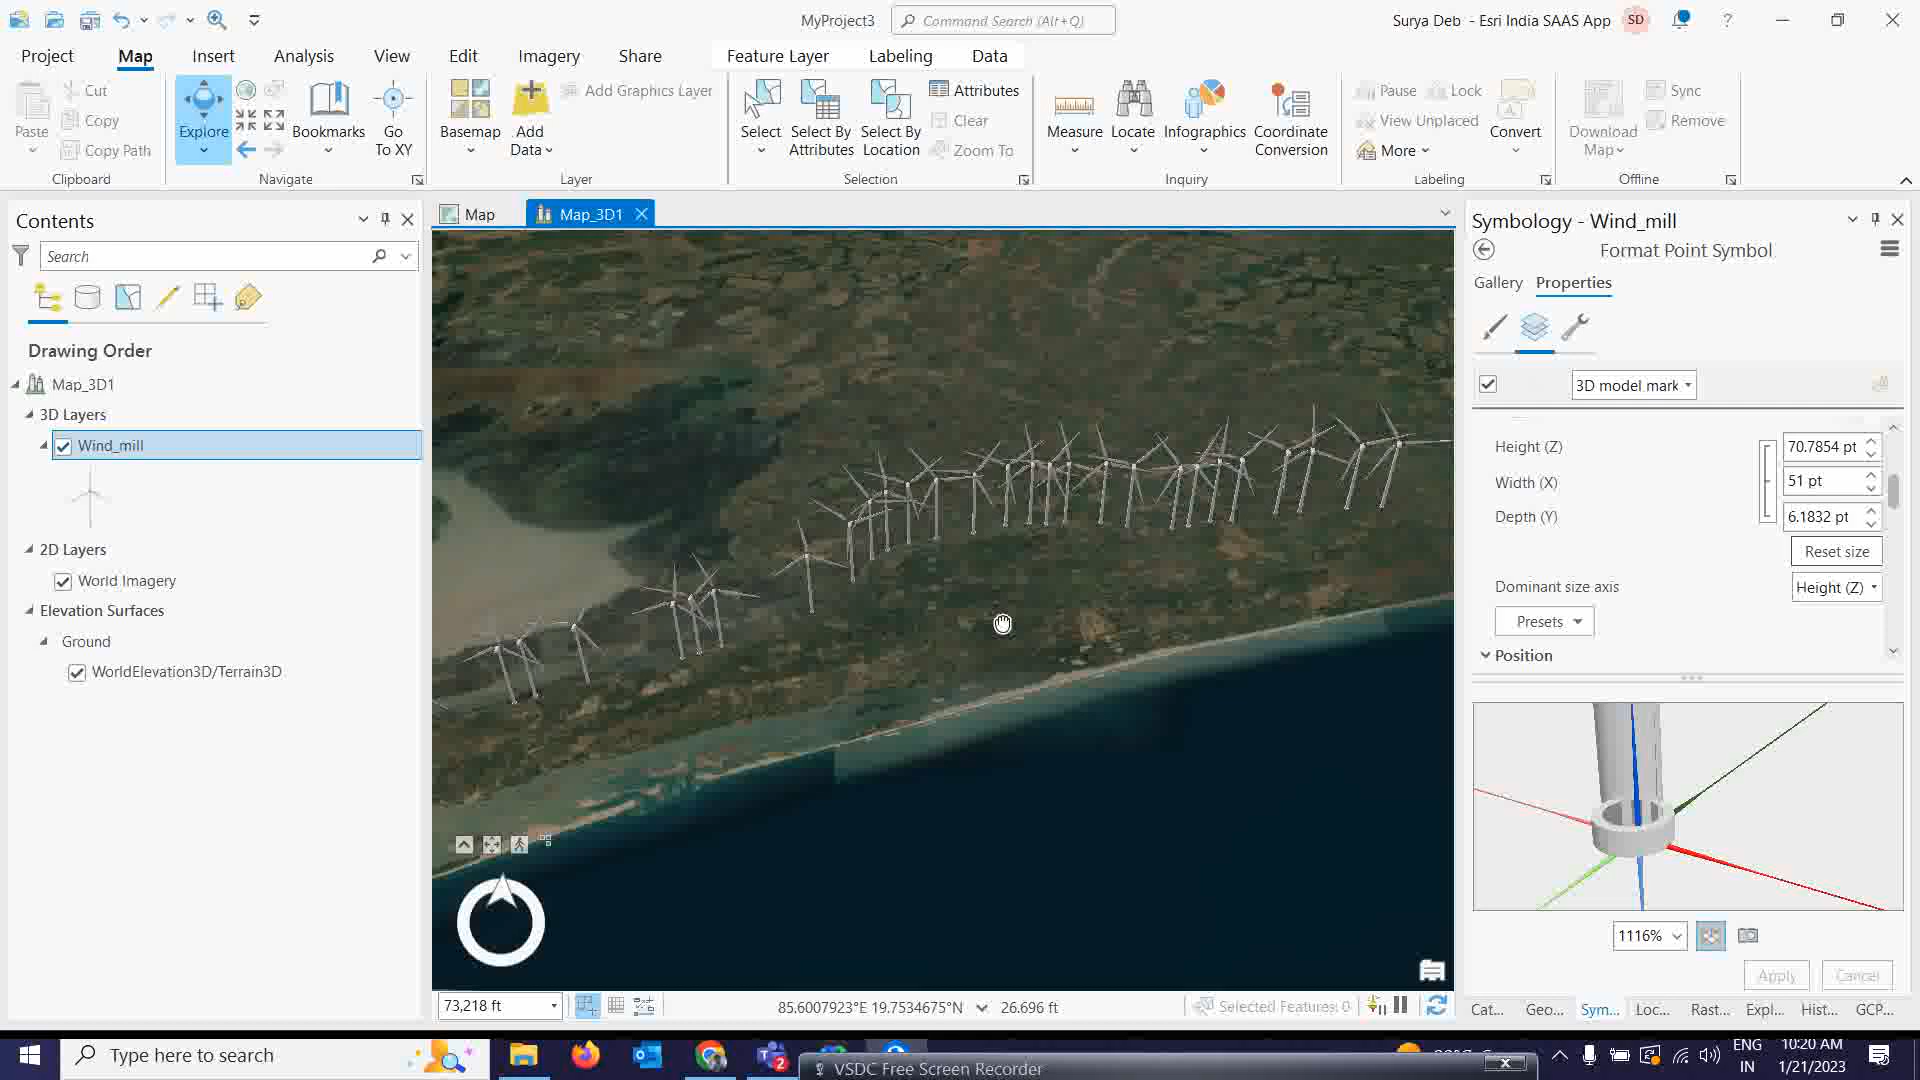 MyProject3
Command Search (Alt+Q)
Surya Deb - Esri India SAAS App
SD
?
Project
Map
Insert
Analysis
View
Edit
Imagery
Share
Feature Layer
Labeling
Data
Paste
Cut
Copy
Copy Path
Clipboard
Explore
Bookmarks
Go To XY
Navigate
Basemap
Add Data
Add Graphics Layer
Layer
Select
Select By Attributes
Select By Location
Attributes
Clear
Zoom To
Selection
Measure
Locate
Infographics
Coordinate Conversion
Inquiry
Pause
Lock
View Unplaced
More
Convert
Labeling
Download Map
Sync
Remove
Offline
Contents
Search
Drawing Order
Map_3D1
3D Layers
Wind_mill
2D Layers
World Imagery
Elevation Surfaces
Ground
WorldElevation3D/Terrain3D
Map
Map_3D1
73,218 ft
85.6007923°E 19.7534675°N
26.696 ft
Selected Features: 0
Symbology - Wind_mill
Format Point Symbol
Gallery
Properties
3D model mark
Height (Z)
70.7854 pt
Width (X)
51 pt
Depth (Y)
6.1832 pt
Reset size
Dominant size axis
Height (Z)
Presets
Position
1116%
Apply
Cancel
Cat...
Geo...
Sym...
Loc...
Rast...
Expl...
Hist...
GCP...
Type here to search
2
VSDC Free Screen Recorder
ENG
IN
10:20 AM
1/21/2023